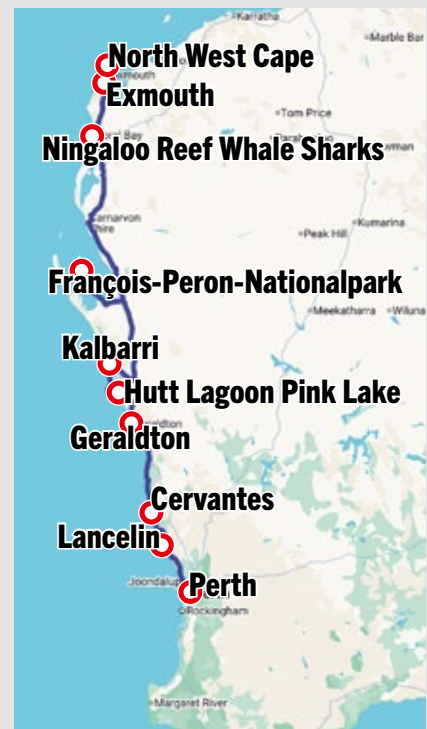 Karratha
Marble Bar
North West Cape
Exmouth
Tom Price
Ningaloo Reef Whale Sharks
Kumarina
Peak Hill
François-Peron-Nationalpark
Meekatharra
Wiluna
Kalbarri
Hutt Lagoon Pink Lake
Geraldton
Cervantes
Lancelin
Joondalup
Perth
Rockingham
Margaret River